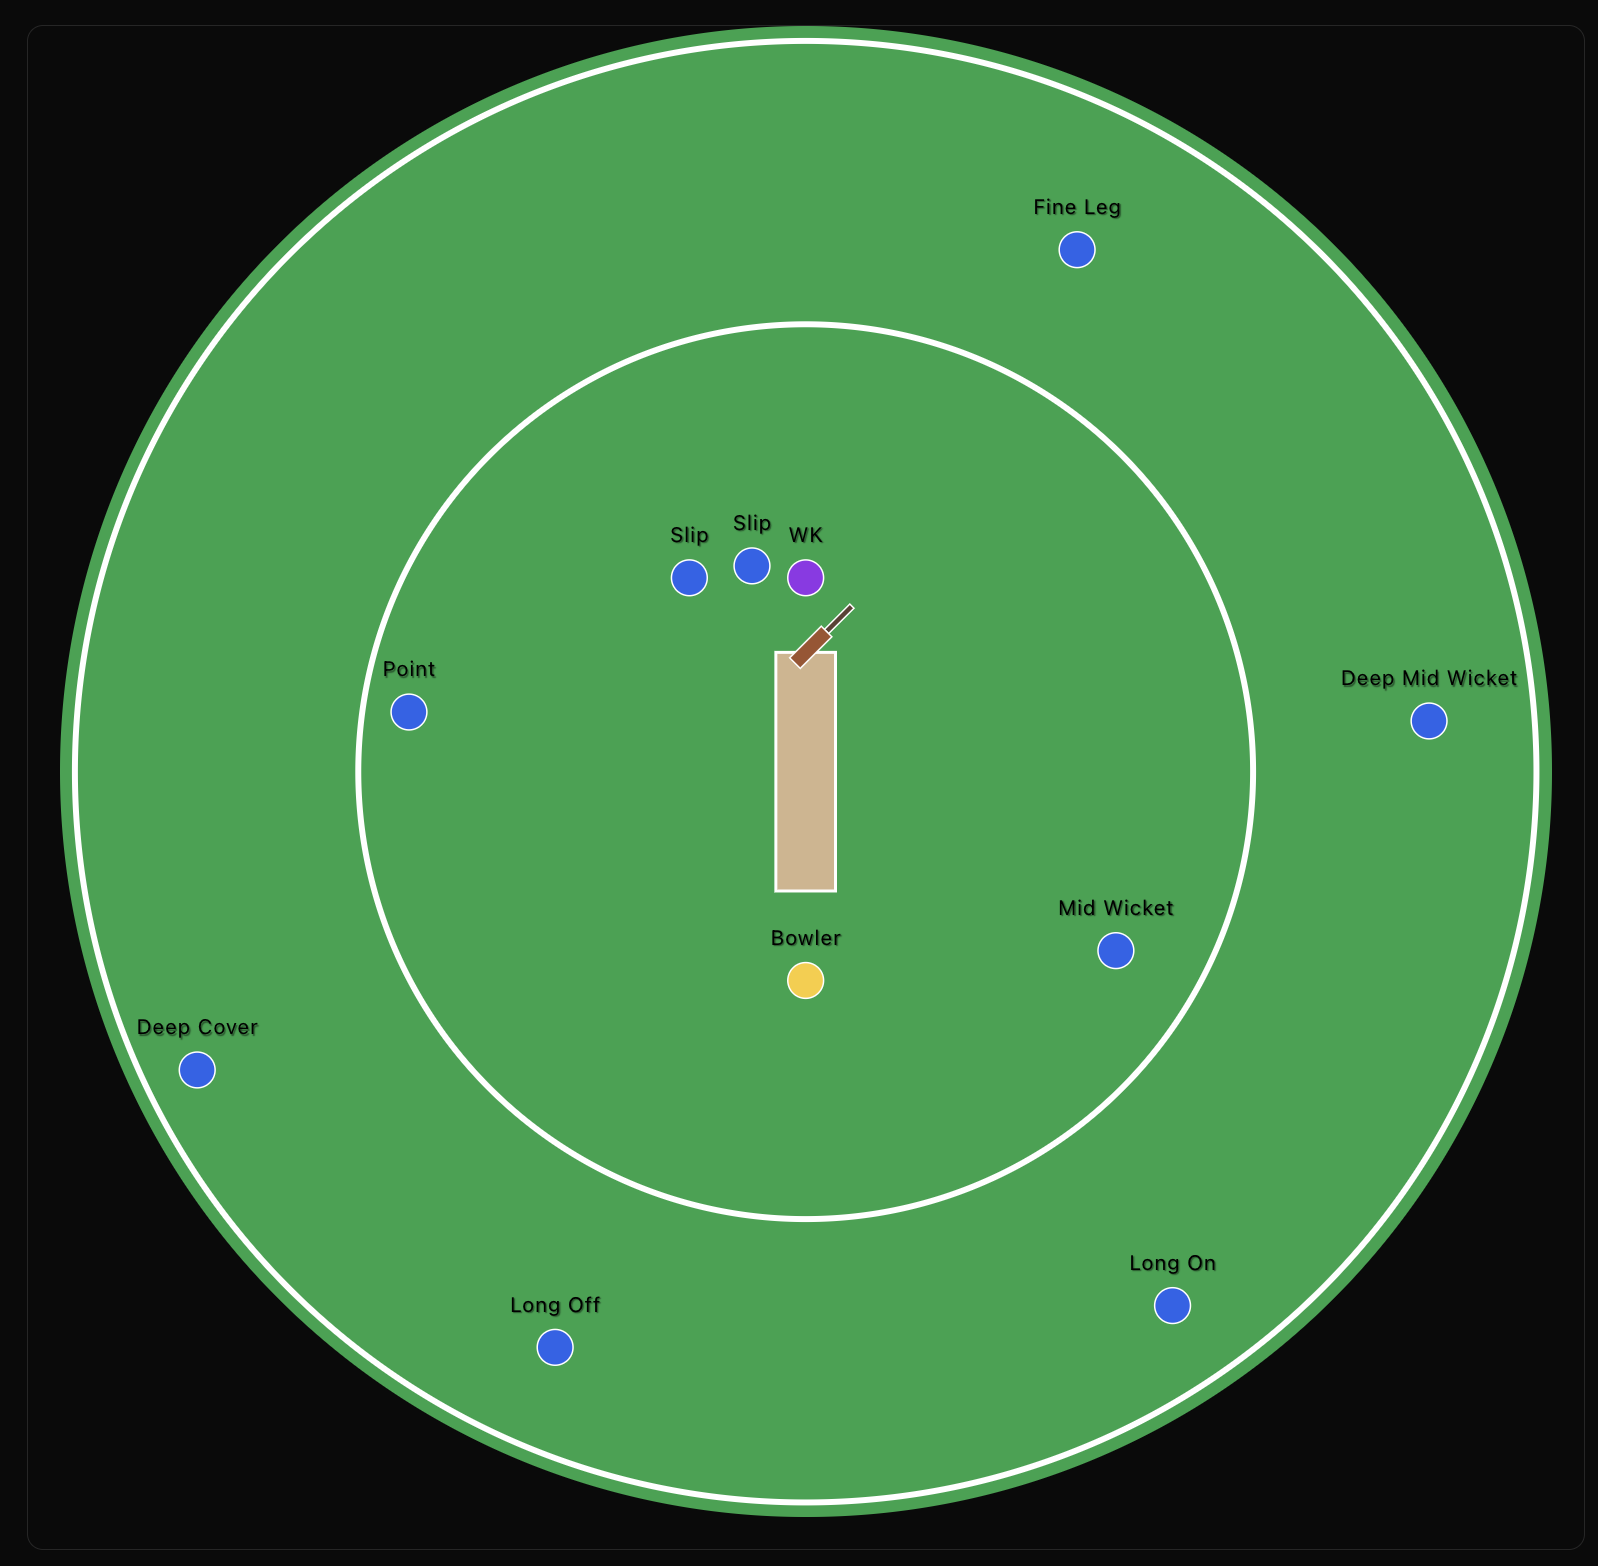 Fine Leg
Slip
Slip
WK
Point
Deep Mid Wicket
Mid Wicket
Bowler
Deep Cover
Long On
Long Off